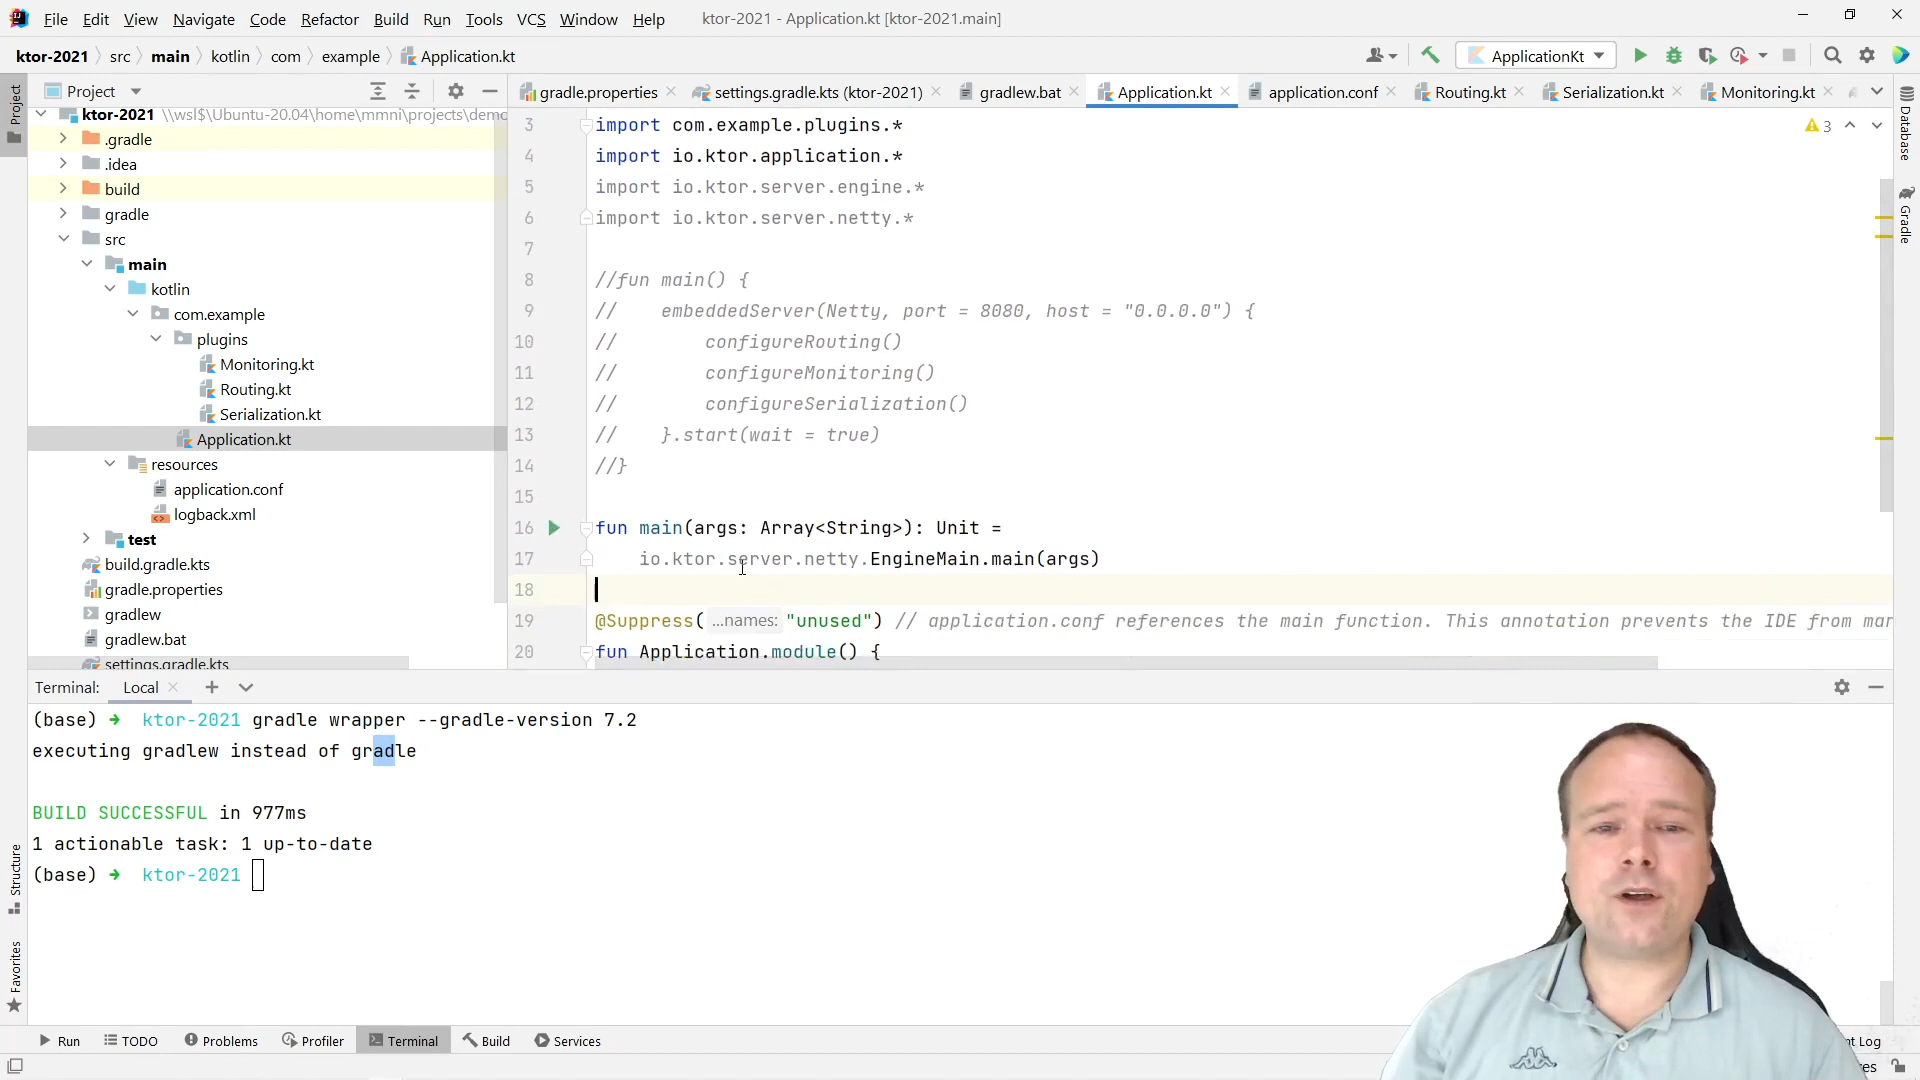 File Edit View Navigate Code Refactor Build Run Tools VCS Window Help ktor-2021 - Application.kt [ktor-2021.main]
ktor-2021 src main kotlin com example Application.kt ApplicationKt
Project gradle.properties settings.gradle.kts (ktor-2021) gradlew.bat Application.kt application.conf Routing.kt Serialization.kt Monitoring.kt
Project
Database
Gradle
Structure
Favorites
ktor-2021 \\wsl$\Ubuntu-20.04\home\mmni\projects\demo
.gradle
.idea
build
gradle
src
main
kotlin
com.example
plugins
Monitoring.kt
Routing.kt
Serialization.kt
Application.kt
resources
application.conf
logback.xml
test
build.gradle.kts
gradle.properties
gradlew
gradlew.bat
settings.gradle.kts
3
3 import com.example.plugins.*
4 import io.ktor.application.*
5 import io.ktor.server.engine.*
6 import io.ktor.server.netty.*
7
8 //fun main() {
9 //    embeddedServer(Netty, port = 8080, host = "0.0.0.0") {
10 //        configureRouting()
11 //        configureMonitoring()
12 //        configureSerialization()
13 //    }.start(wait = true)
14 //}
15
16 fun main(args: Array<String>): Unit =
17     io.ktor.server.netty.EngineMain.main(args)
18
19 @Suppress( ...names: "unused") // application.conf references the main function. This annotation prevents the IDE from mar
20 fun Application.module() {
Terminal: Local
(base) ➜ ktor-2021 gradle wrapper --gradle-version 7.2
executing gradlew instead of gradle
BUILD SUCCESSFUL in 977ms
1 actionable task: 1 up-to-date
(base) ➜ ktor-2021
Run TODO Problems Profiler Terminal Build Services nt Log
es